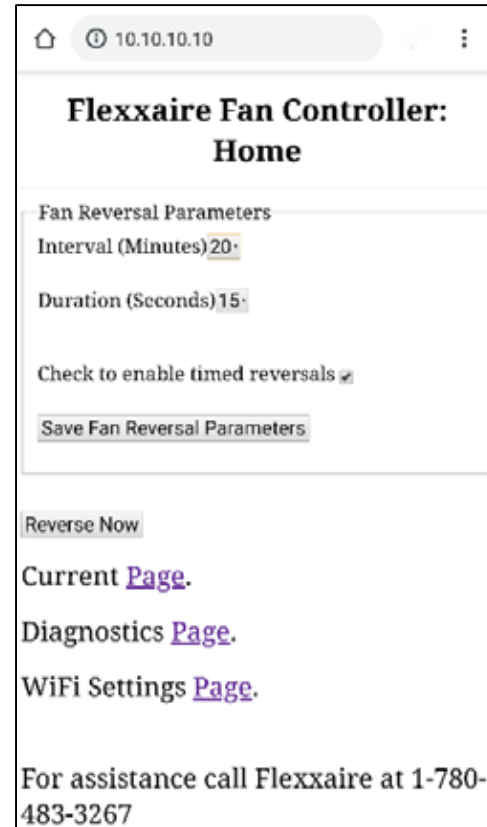 10.10.10.10
Flexxaire Fan Controller:
Home
Fan Reversal Parameters
Interval (Minutes) 20
Duration (Seconds) 15
Check to enable timed reversals
Save Fan Reversal Parameters
Reverse Now
Current Page.
Diagnostics Page.
WiFi Settings Page.
For assistance call Flexxaire at 1-780-
483-3267